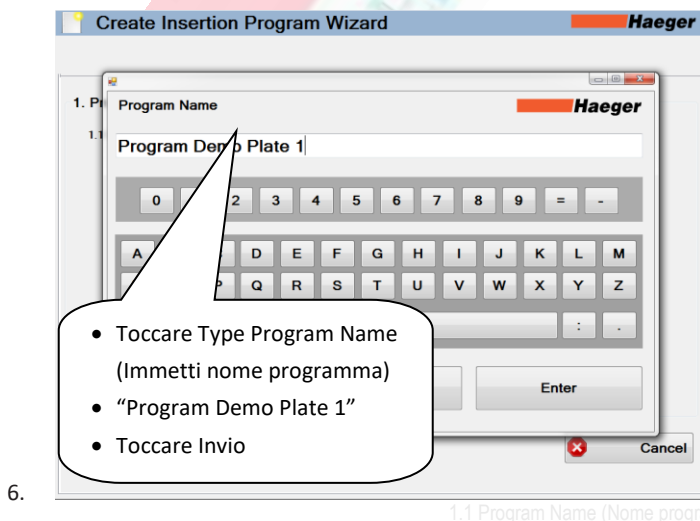 Create Insertion Program Wizard
Haeger
1. P
1.1
Program Name
Haeger
Program Demo Plate 1
0 2 3 4 5 6 7 8 9 = -
A D E F G H I J K L M
Q R S T U V W X Y Z
: .
Enter
• Toccare Type Program Name
(Immetti nome programma)
• “Program Demo Plate 1”
• Toccare Invio
Cancel
6.
1.1 Program Name (Nome prog